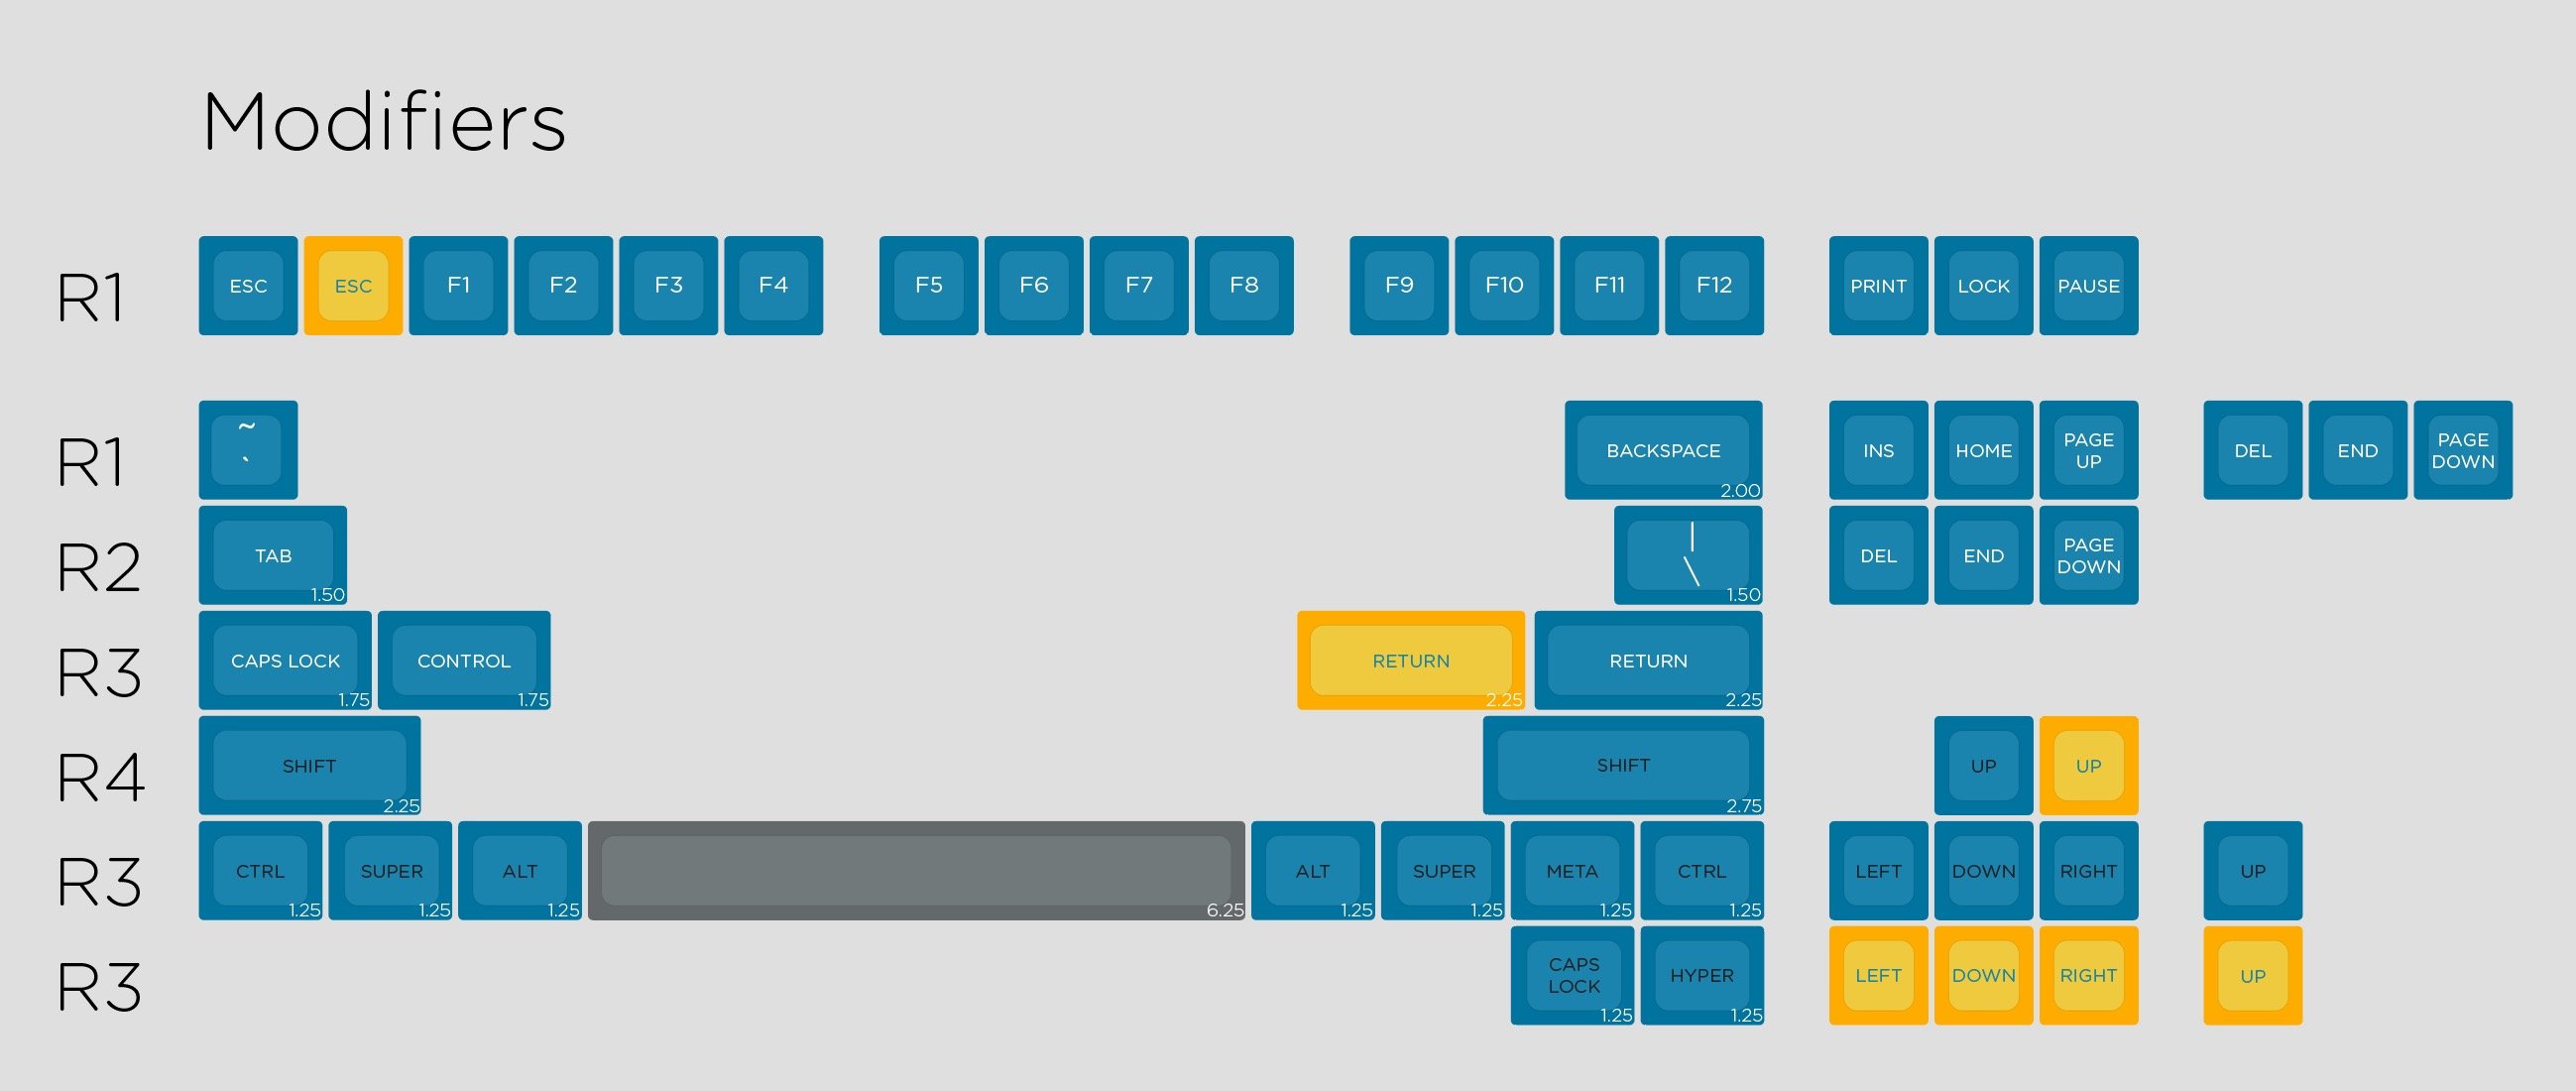 Modifiers
R1 ESC ESC F1 F2 F3 F4 F5 F6 F7 F8 F9 F10 F11 F12 PRINT LOCK PAUSE
R1 ~ ` BACKSPACE 2.00 INS HOME PAGE UP DEL END PAGE DOWN
R2 TAB 1.50 | \ 1.50 DEL END PAGE DOWN
R3 CAPS LOCK 1.75 CONTROL 1.75 RETURN 2.25 RETURN 2.25
R4 SHIFT 2.25 SHIFT 2.75 UP UP
R3 CTRL 1.25 SUPER 1.25 ALT 1.25 6.25 ALT 1.25 SUPER 1.25 META 1.25 CTRL 1.25 LEFT DOWN RIGHT UP
R3 CAPS LOCK 1.25 HYPER 1.25 LEFT DOWN RIGHT UP